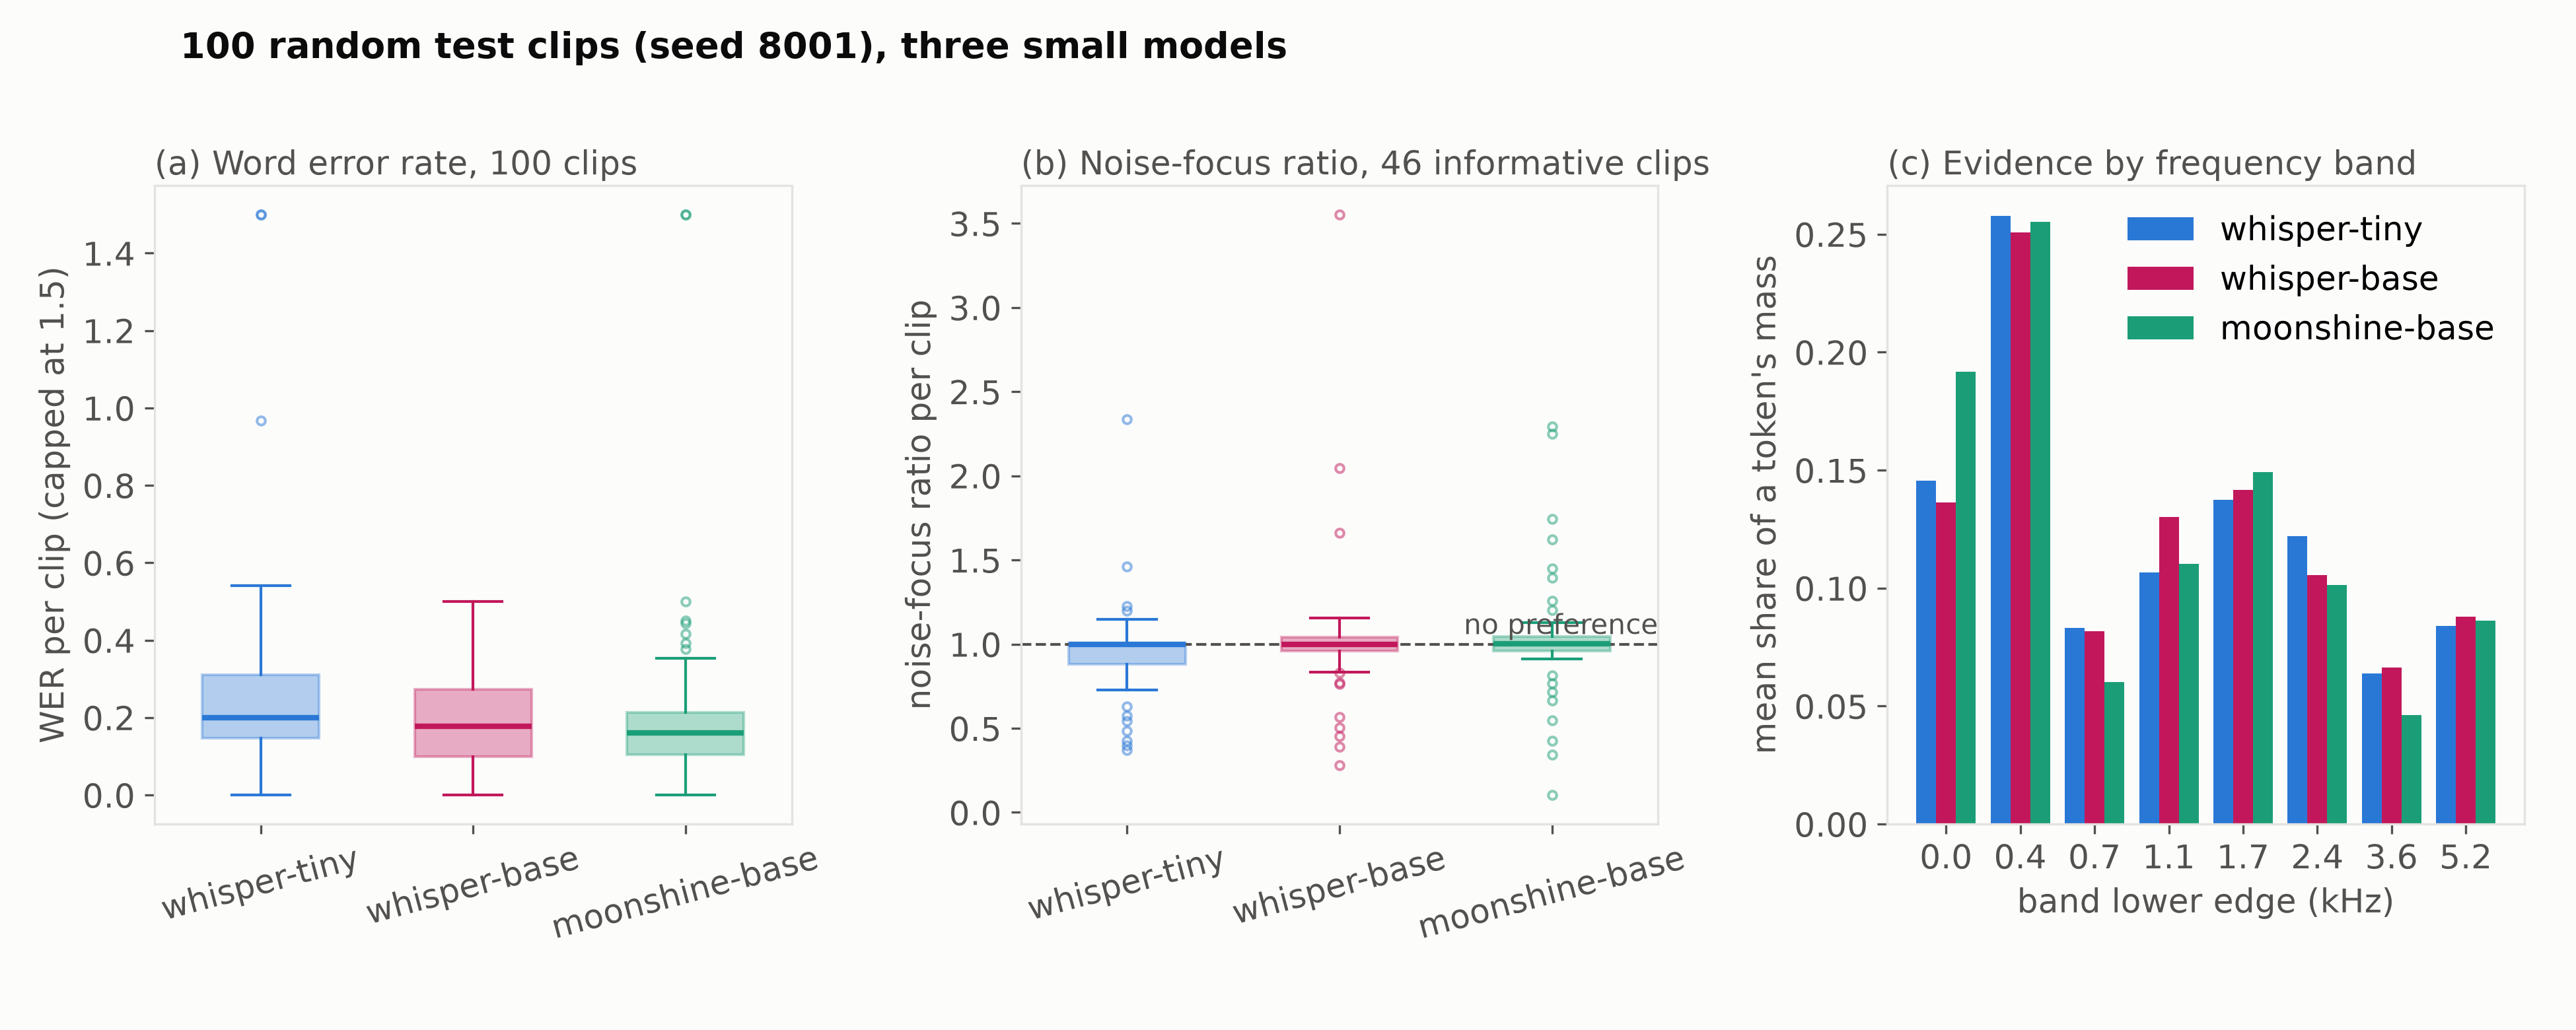 100 random test clips (seed 8001), three small models
(a) Word error rate, 100 clips
WER per clip (capped at 1.5)
1.4
1.2
1.0
0.8
0.6
0.4
0.2
0.0
whisper-tiny
whisper-base
moonshine-base
(b) Noise-focus ratio, 46 informative clips
noise-focus ratio per clip
3.5
3.0
2.5
2.0
1.5
1.0
0.5
0.0
no preference
whisper-tiny
whisper-base
moonshine-base
(c) Evidence by frequency band
mean share of a token's mass
0.25
0.20
0.15
0.10
0.05
0.00
whisper-tiny
whisper-base
moonshine-base
0.0 0.4 0.7 1.1 1.7 2.4 3.6 5.2
band lower edge (kHz)